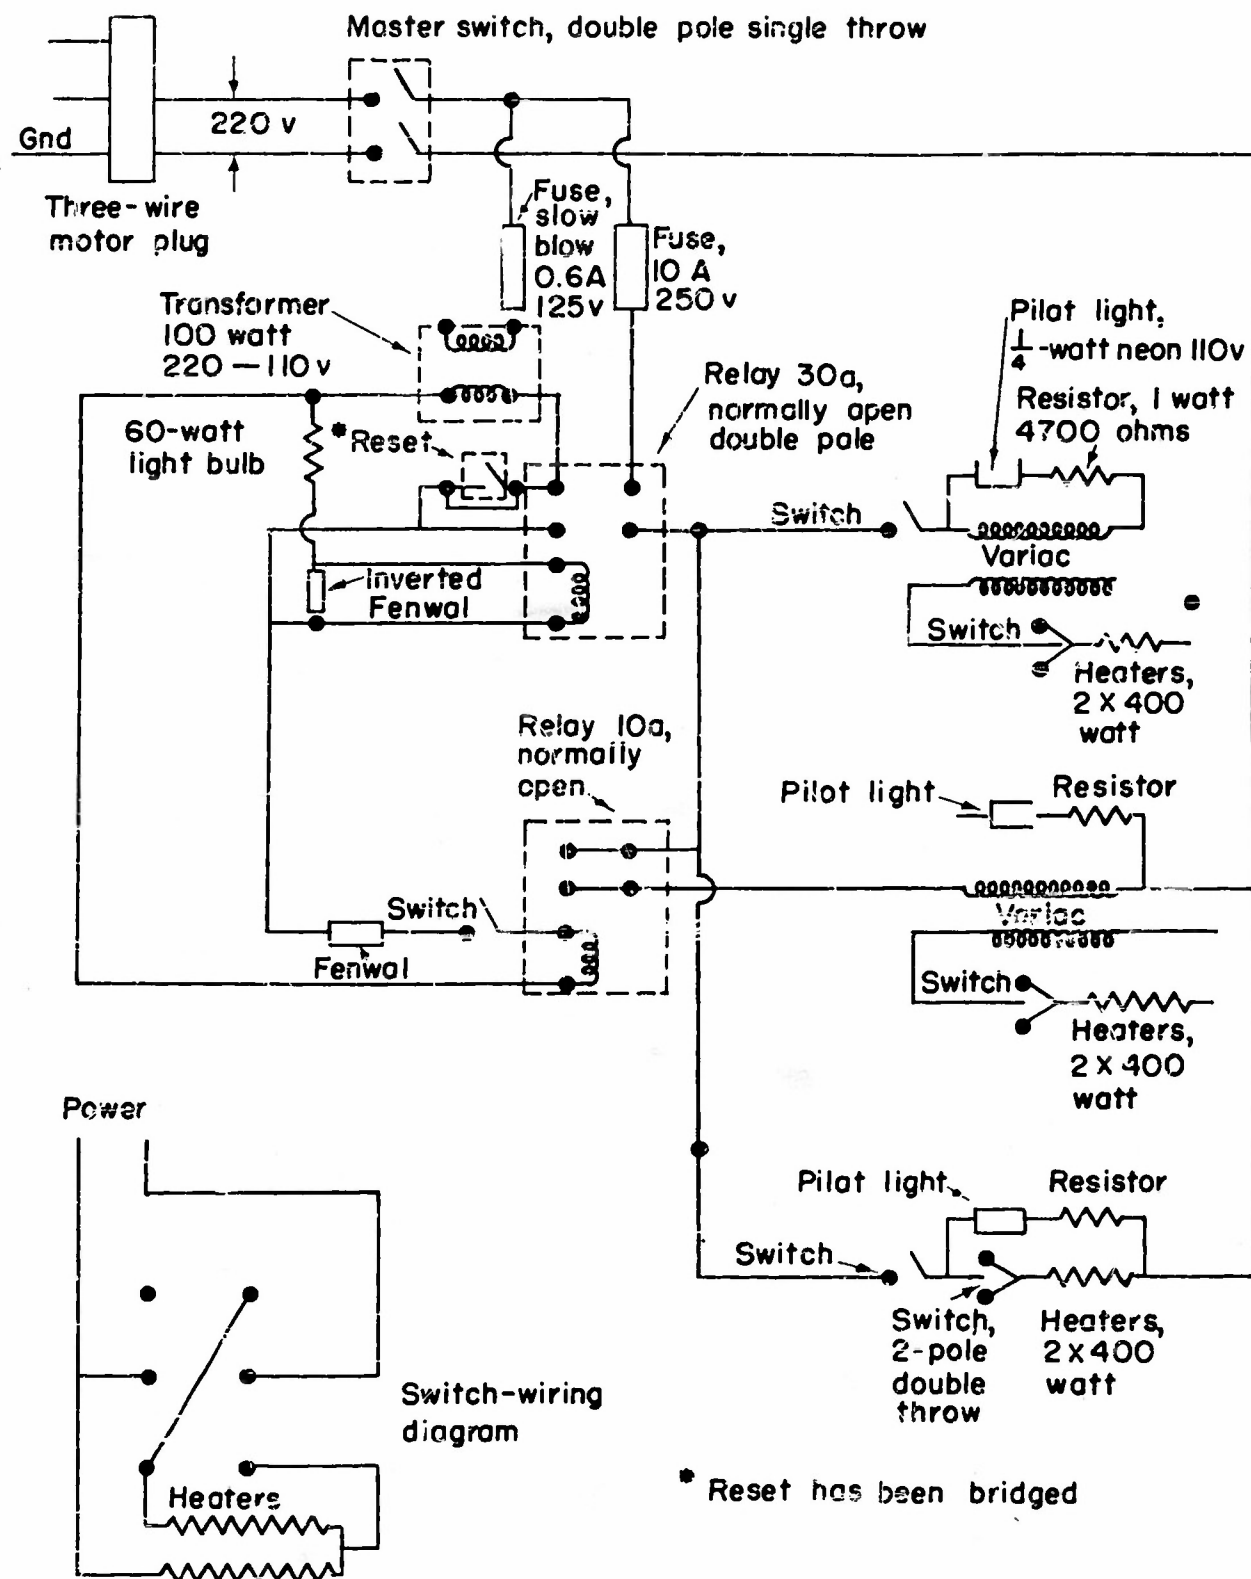 Master switch, double pole single throw
220 v
Gnd
Three-wire
motor plug
Fuse,
slow
blow
0.6A
125v
Fuse,
10 A
250 v
Transformer
100 watt
220 – 110 v
Pilot light,
1/4-watt neon 110v
Resistor, 1 watt
4700 ohms
Relay 30a,
normally open
double pole
60-watt
light bulb
* Reset
Switch
Variac
Inverted
Fenwal
Switch
Heaters,
2 X 400
watt
Relay 10a,
normally
open
Pilot light
Resistor
Switch
Variac
Fenwal
Switch
Heaters,
2 X 400
watt
Power
Pilot light
Resistor
Switch
Switch,
2-pole
double
throw
Heaters,
2 x 400
watt
Switch-wiring
diagram
Heaters
* Reset has been bridged